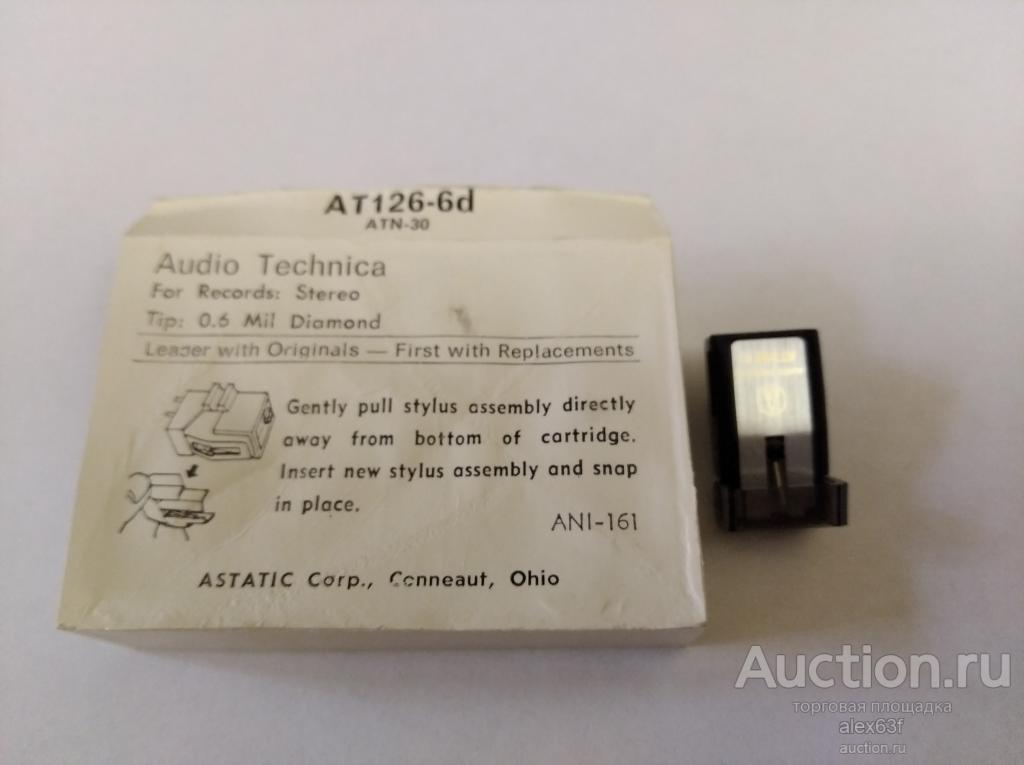 AT126-6d
ATN-30
Audio Technica
For Records: Stereo
Tip: 0.6 Mil Diamond
Leader with Originals — First with Replacements
Gently pull stylus assembly directly
away from bottom of cartridge.
Insert new stylus assembly and snap
in place.
ANI-161
ASTATIC Corp., Conneaut, Ohio
Auction.ru
торговая площадка
alex63f
auction.ru